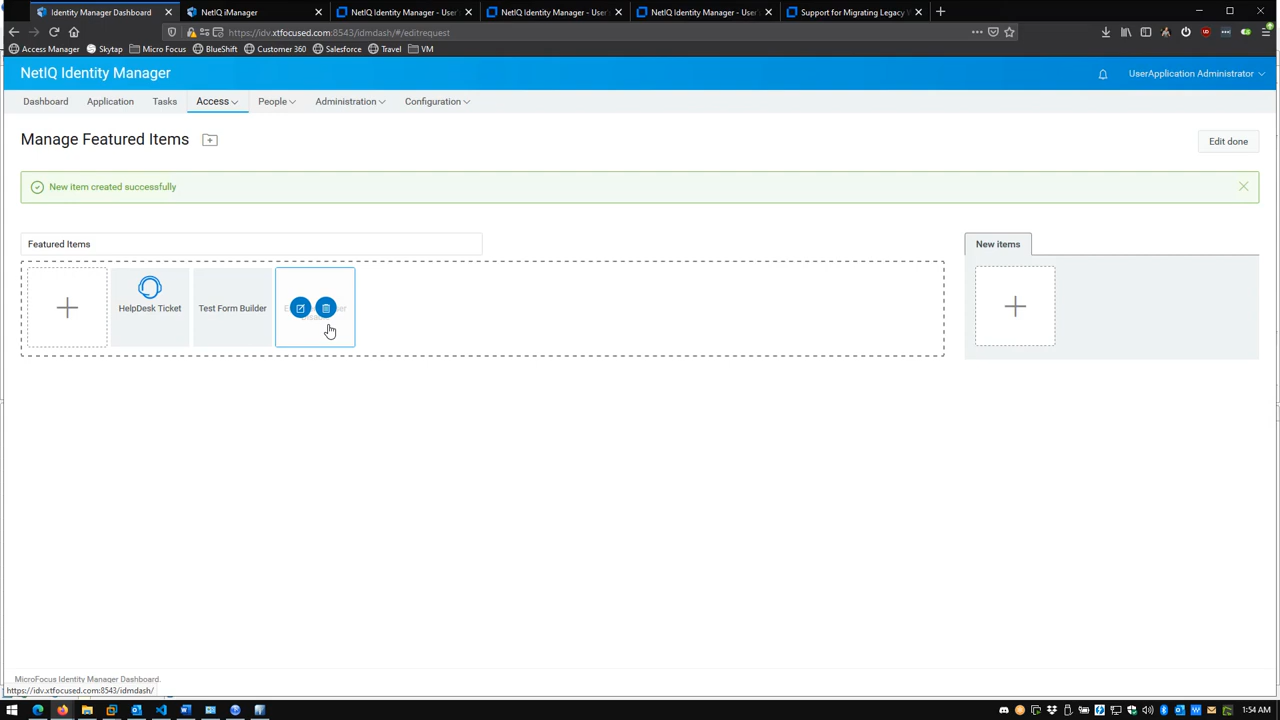 Identity Manager Dashboard
NetIQ iManager
NetIQ Identity Manager - User
NetIQ Identity Manager - User
NetIQ Identity Manager - User
Support for Migrating Legacy W
https://idv.xtfocused.com:8543/idmdash/#/editrequest
Access Manager
Skytap
Micro Focus
BlueShift
Customer 360
Salesforce
Travel
VM
NetIQ Identity Manager
UserApplication Administrator
Dashboard
Application
Tasks
Access
People
Administration
Configuration
Manage Featured Items
Edit done
New item created successfully
Featured Items
New items
HelpDesk Ticket
Test Form Builder
MicroFocus Identity Manager Dashboard.
https://idv.xtfocused.com:8543/idmdash/
1:54 AM